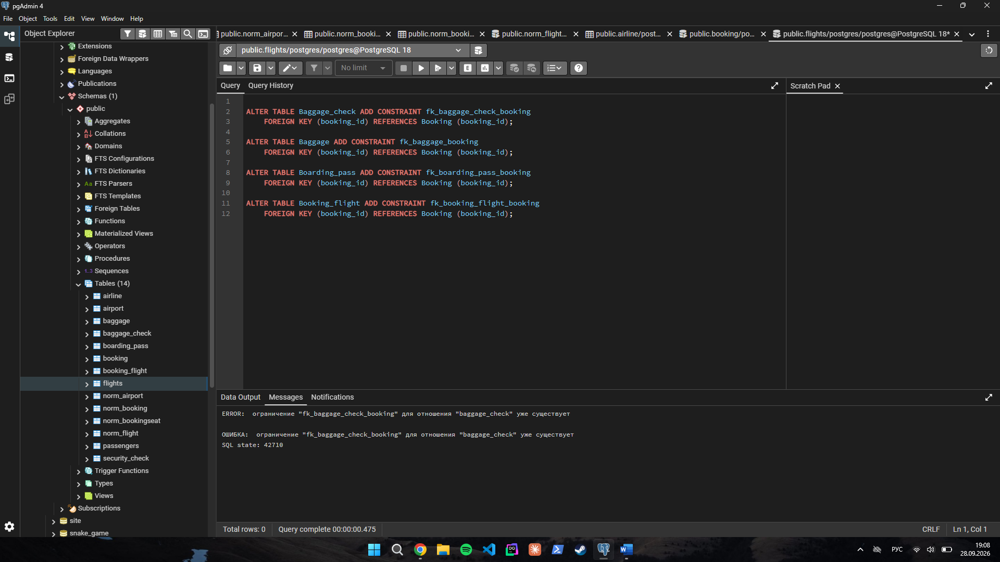 pgAdmin 4
File Object Tools Edit View Window Help
Object Explorer
public.norm_airpor... public.norm_booki... public.norm_booki... public.norm_flight... public.airline/post... public.booking/po... public.flights/postgres/postgres@PostgreSQL 18*
public.flights/postgres/postgres@PostgreSQL 18
No limit
E
Query Query History
Scratch Pad
Extensions
Foreign Data Wrappers
Languages
Publications
Schemas (1)
public
Aggregates
Collations
Domains
FTS Configurations
FTS Dictionaries
Aa FTS Parsers
FTS Templates
Foreign Tables
Functions
Materialized Views
Operators
Procedures
1..3 Sequences
Tables (14)
airline
airport
baggage
baggage_check
boarding_pass
booking
booking_flight
flights
norm_airport
norm_booking
norm_bookingseat
norm_flight
passengers
security_check
Trigger Functions
Types
Views
Subscriptions
site
snake_game
1
2 ALTER TABLE Baggage_check ADD CONSTRAINT fk_baggage_check_booking
3 FOREIGN KEY (booking_id) REFERENCES Booking (booking_id);
4
5 ALTER TABLE Baggage ADD CONSTRAINT fk_baggage_booking
6 FOREIGN KEY (booking_id) REFERENCES Booking (booking_id);
7
8 ALTER TABLE Boarding_pass ADD CONSTRAINT fk_boarding_pass_booking
9 FOREIGN KEY (booking_id) REFERENCES Booking (booking_id);
10
11 ALTER TABLE Booking_flight ADD CONSTRAINT fk_booking_flight_booking
12 FOREIGN KEY (booking_id) REFERENCES Booking (booking_id);
Data Output Messages Notifications
ERROR: ограничение "fk_baggage_check_booking" для отношения "baggage_check" уже существует
ОШИБКА: ограничение "fk_baggage_check_booking" для отношения "baggage_check" уже существует
SQL state: 42710
Total rows: 0 Query complete 00:00:00.475
CRLF Ln 1, Col 1
DG
РУС
19:08
28.09.2026